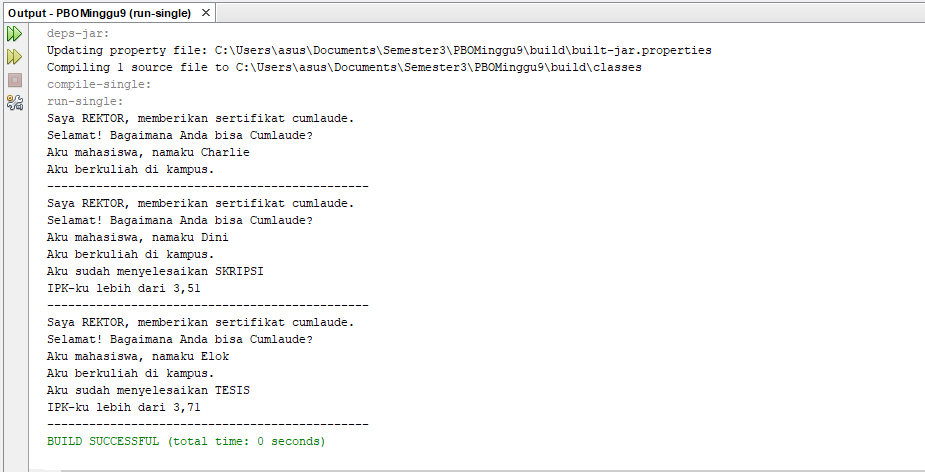 Output - PBOMinggu9 (run-single) ×
deps-jar:
Updating property file: C:\Users\asus\Documents\Semester3\PBOMinggu9\build\built-jar.properties
Compiling 1 source file to C:\Users\asus\Documents\Semester3\PBOMinggu9\build\classes
compile-single:
run-single:
Saya REKTOR, memberikan sertifikat cumlaude.
Selamat! Bagaimana Anda bisa Cumlaude?
Aku mahasiswa, namaku Charlie
Aku berkuliah di kampus.
----------------------------------------------
Saya REKTOR, memberikan sertifikat cumlaude.
Selamat! Bagaimana Anda bisa Cumlaude?
Aku mahasiswa, namaku Dini
Aku berkuliah di kampus.
Aku sudah menyelesaikan SKRIPSI
IPK-ku lebih dari 3,51
----------------------------------------------
Saya REKTOR, memberikan sertifikat cumlaude.
Selamat! Bagaimana Anda bisa Cumlaude?
Aku mahasiswa, namaku Elok
Aku berkuliah di kampus.
Aku sudah menyelesaikan TESIS
IPK-ku lebih dari 3,71
----------------------------------------------
BUILD SUCCESSFUL (total time: 0 seconds)